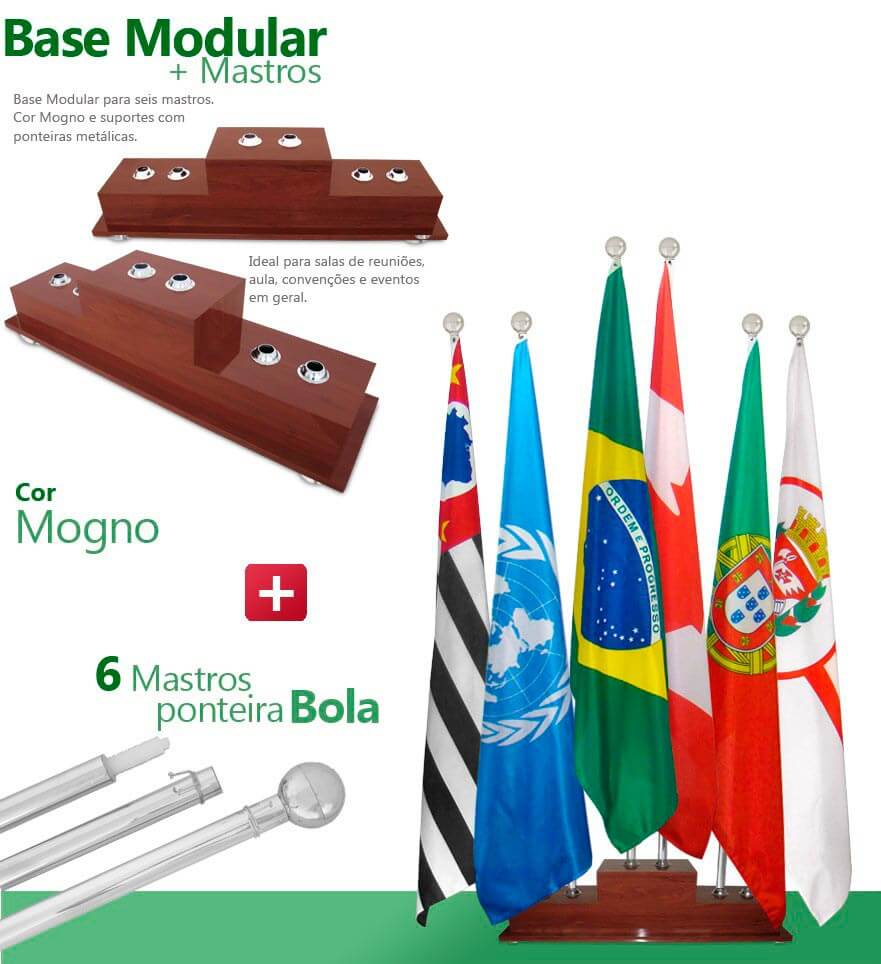 Base Modular
+ Mastros
Base Modular para seis mastros.
Cor Mogno e suportes com
ponteiras metálicas.
Ideal para salas de reuniões,
aula, convenções e eventos
em geral.
Cor
Mogno
+
6 Mastros
ponteira Bola
ORDEM E PROGRESSO